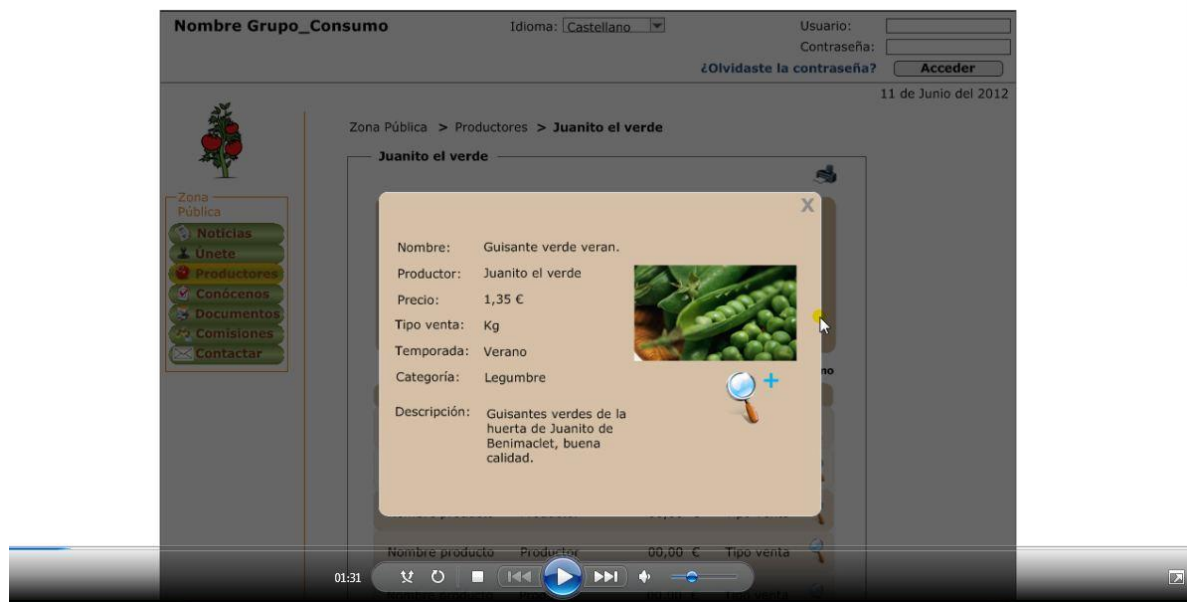 Nombre Grupo_Consumo
Idioma: Castellano
Usuario:
Contraseña:
¿Olvidaste la contraseña? Acceder
11 de Junio del 2012
Zona Pública > Productores > Juanito el verde
Juanito el verde
Zona
Pública
Noticias
Únete
Productores
Conócenos
Documentos
Comisiones
Contactar
X
Nombre: Guisante verde veran.
Productor: Juanito el verde
Precio: 1,35 €
Tipo venta: Kg
Temporada: Verano
Categoría: Legumbre
Descripción: Guisantes verdes de la
huerta de Juanito de
Benimaclet, buena
calidad.
Nombre producto Productor 00,00 € Tipo venta
01:31